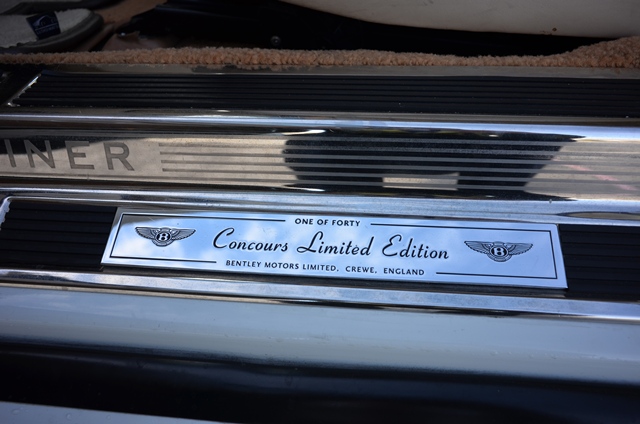 INER
ONE OF FORTY
Concours Limited Edition
B B
BENTLEY MOTORS LIMITED, CREWE, ENGLAND